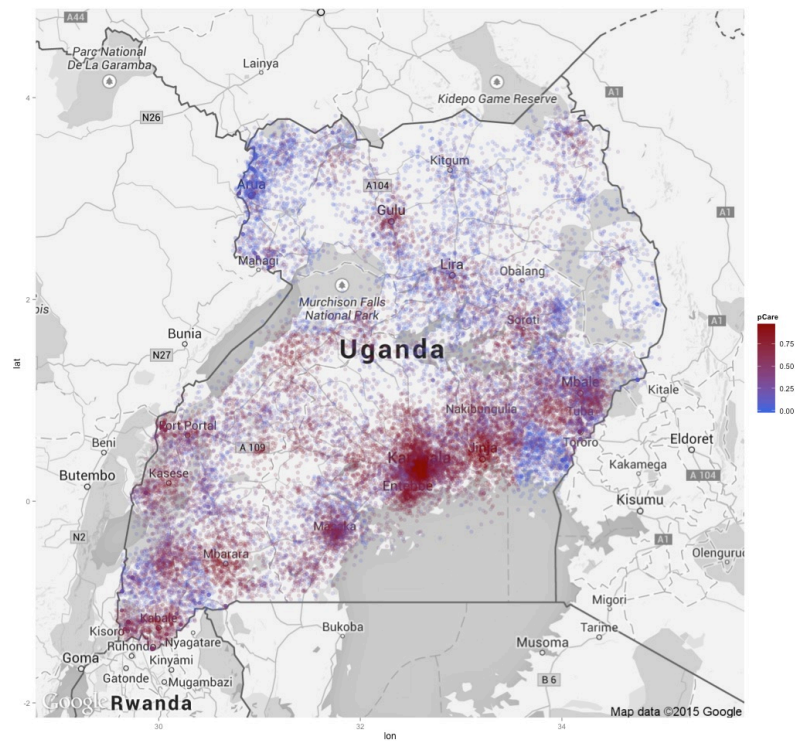 A44
Parc National
De La Garamba
Lainya
4
Kidepo Game Reserve
A1
N26
Kitgum
Arua
A104
Gulu
A1
Mahagi
Lira
Obalang
2
Murchison Falls
National Park
Soroti
A1
Bunia
N27
Uganda
lat
pCare
0.75
0.50
0.25
0.00
Mbale
Kitale
Nakibungulia
Fort Portal
Jinja
Tororo
Eldoret
Beni
A 109
Kampala
Kakamega
A 104
Butembo
Kasese
Entebbe
Kisumu
0
N2
Masaka
A1
Mbarara
Olenguruo
Migori
Kabale
Kisoro
Bukoba
Tarime
Ruhondo
Nyagatare
Musoma
Goma
Kinyami
Gatonde
Mugambazi
B 6
-2
Google
Rwanda
Map data ©2015 Google
30
32
34
lon